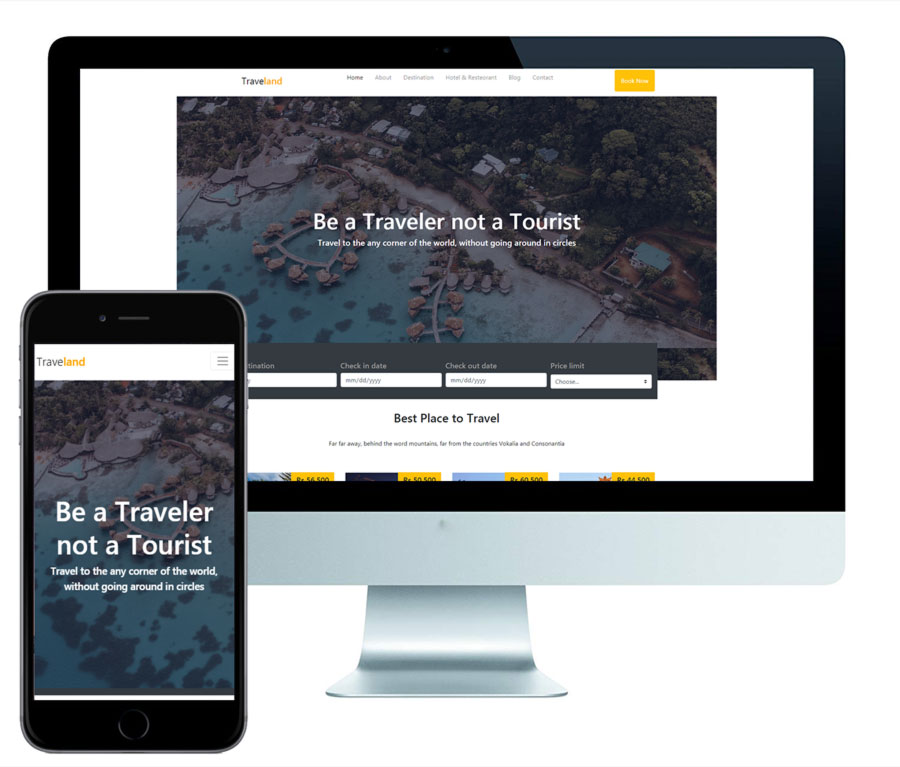 Traveland
Home About Destination Hotel & Resteorant Blog Contact
Book Now
Be a Traveler not a Tourist
Travel to the any corner of the world, without going around in circles
tination Check in date Check out date Price limit
mm/dd/yyyy mm/dd/yyyy Choose...
Best Place to Travel
Far far away, behind the word mountains, far from the countries Vokalia and Consonantia
Rs.56,500 Rs.50,500 Rs.60,500 Rs.44,500
Traveland
Be a Traveler
not a Tourist
Travel to the any corner of the world,
without going around in circles